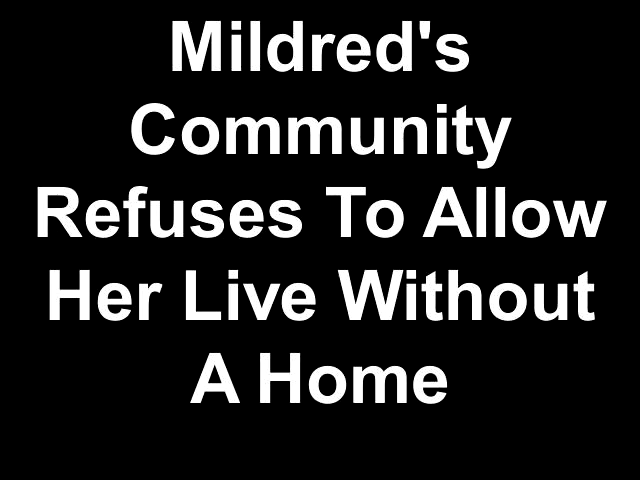 Mildred's
Community
Refuses To Allow
Her Live Without
A Home